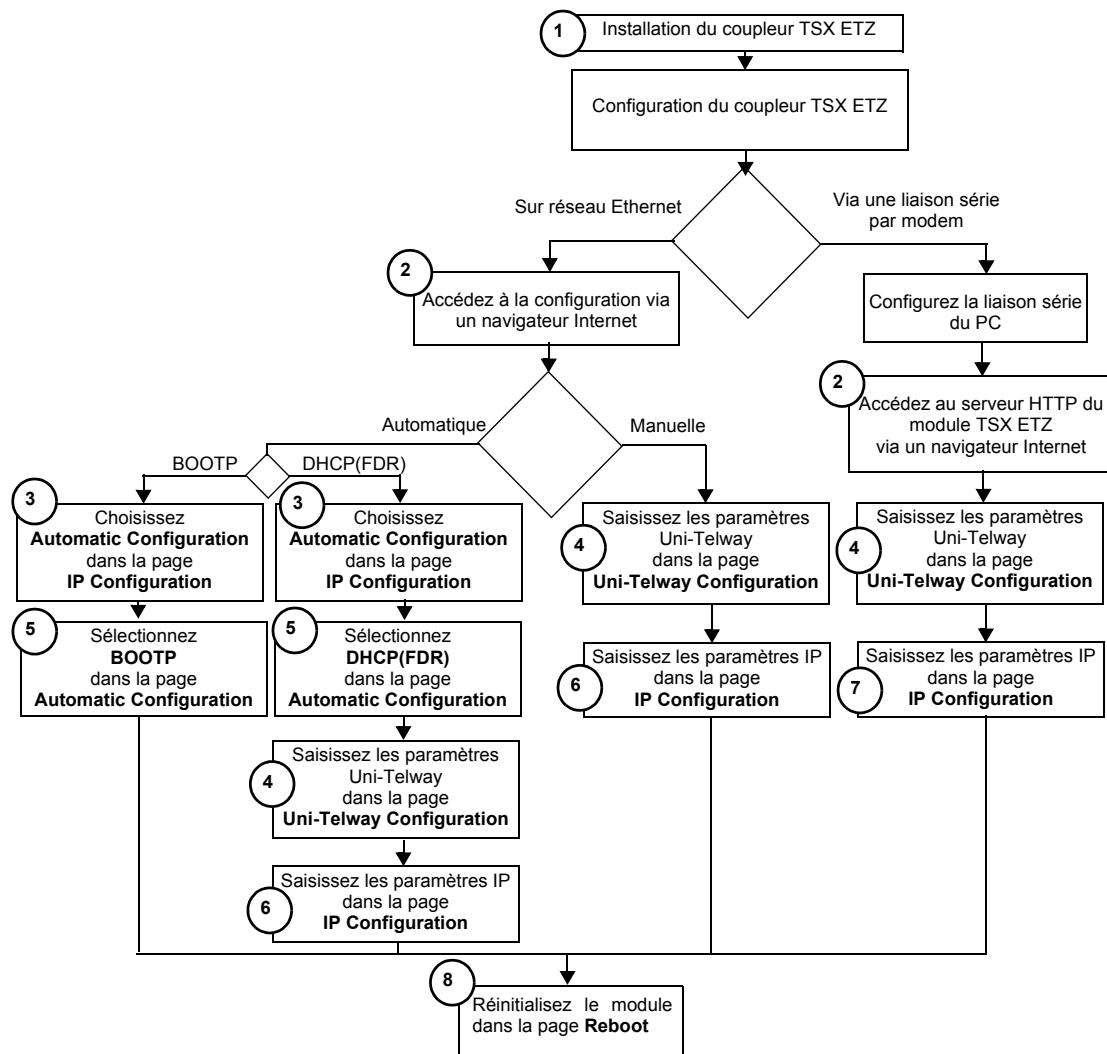 1
Installation du coupleur TSX ETZ
Configuration du coupleur TSX ETZ
Sur réseau Ethernet
Via une liaison série
par modem
2
Accédez à la configuration via
un navigateur Internet
Configurez la liaison série
du PC
2
Accédez au serveur HTTP du
module TSX ETZ
via un navigateur Internet
Automatique
Manuelle
BOOTP
DHCP(FDR)
3
Choisissez
Automatic Configuration
dans la page
IP Configuration
3
Choisissez
Automatic Configuration
dans la page
IP Configuration
4
Saisissez les paramètres
Uni-Telway
dans la page
Uni-Telway Configuration
4
Saisissez les paramètres
Uni-Telway
dans la page
Uni-Telway Configuration
5
Sélectionnez
BOOTP
dans la page
Automatic Configuration
5
Sélectionnez
DHCP(FDR)
dans la page
Automatic Configuration
6
Saisissez les paramètres IP
dans la page
IP Configuration
7
Saisissez les paramètres IP
dans la page
IP Configuration
4
Saisissez les paramètres
Uni-Telway
dans la page
Uni-Telway Configuration
6
Saisissez les paramètres IP
dans la page
IP Configuration
8
Réinitialisez le module
dans la page Reboot